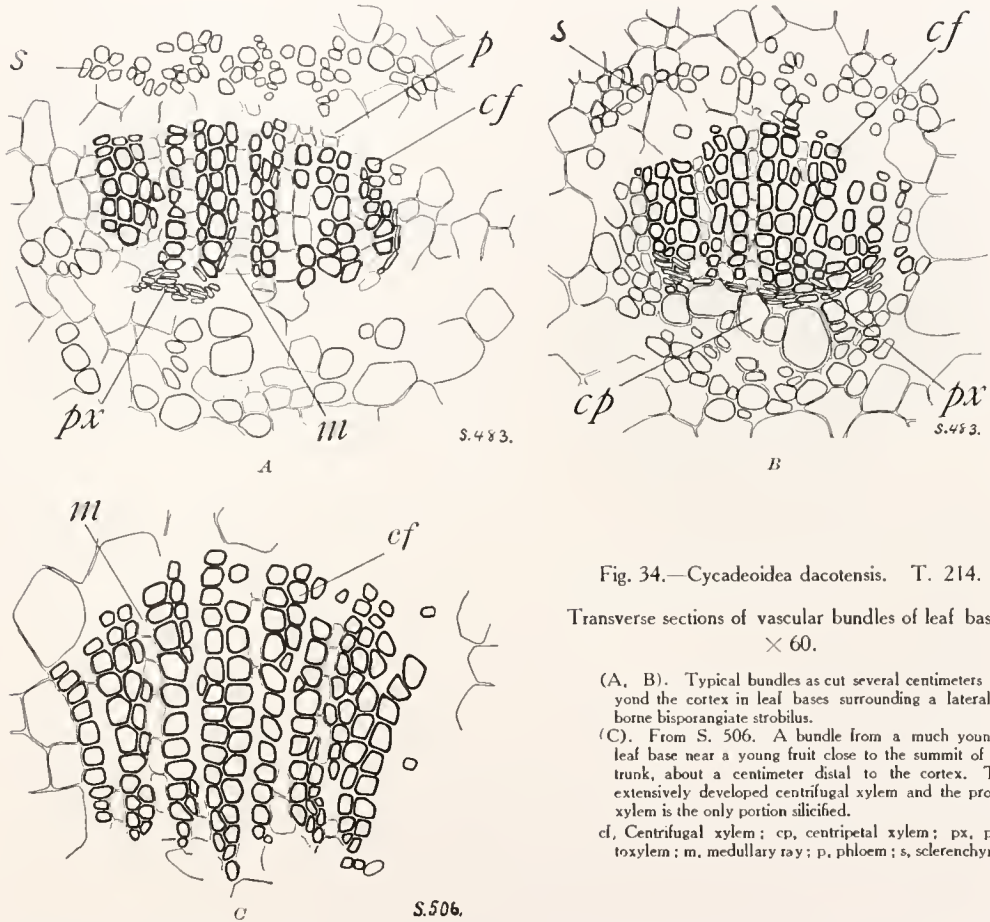 s
p
cf
px
m
S.483.
A
s
cf
cp
px
S.483.
B
m
cf
S.506.
C
Fig. 34.—Cycadeoidea dacotensis. T. 214.
Transverse sections of vascular bundles of leaf bas
× 60.
(A, B). Typical bundles as cut several centimeters
yond the cortex in leaf bases surrounding a lateral
borne bisporangiate strobilus.
(C). From S. 506. A bundle from a much youn
leaf base near a young fruit close to the summit of
trunk, about a centimeter distal to the cortex. T
extensively developed centrifugal xylem and the pro
xylem is the only portion silicified.
cf, Centrifugal xylem; cp, centripetal xylem; px, p
toxylem; m, medullary ray; p, phloem; s, sclerenchy